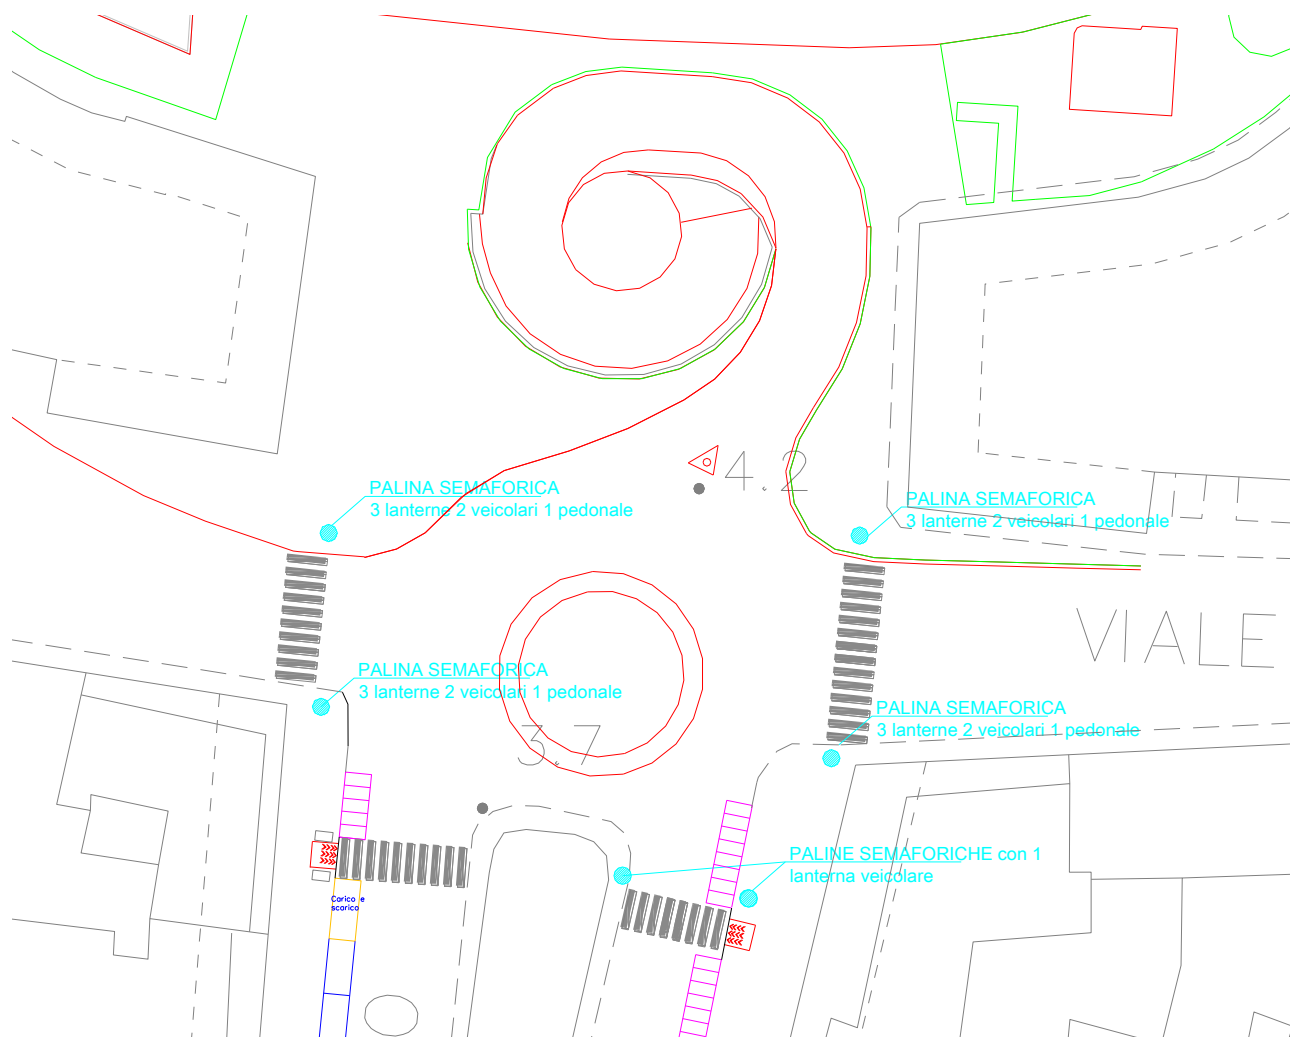 4.2
PALINA SEMAFORICA
3 lanterne 2 veicolari 1 pedonale
PALINA SEMAFORICA
3 lanterne 2 veicolari 1 pedonale
VIALE
PALINA SEMAFORICA
3 lanterne 2 veicolari 1 pedonale
PALINA SEMAFORICA
3 lanterne 2 veicolari 1 pedonale
3.7
PALINE SEMAFORICHE con 1
lanterna veicolare
Carico e
scarico